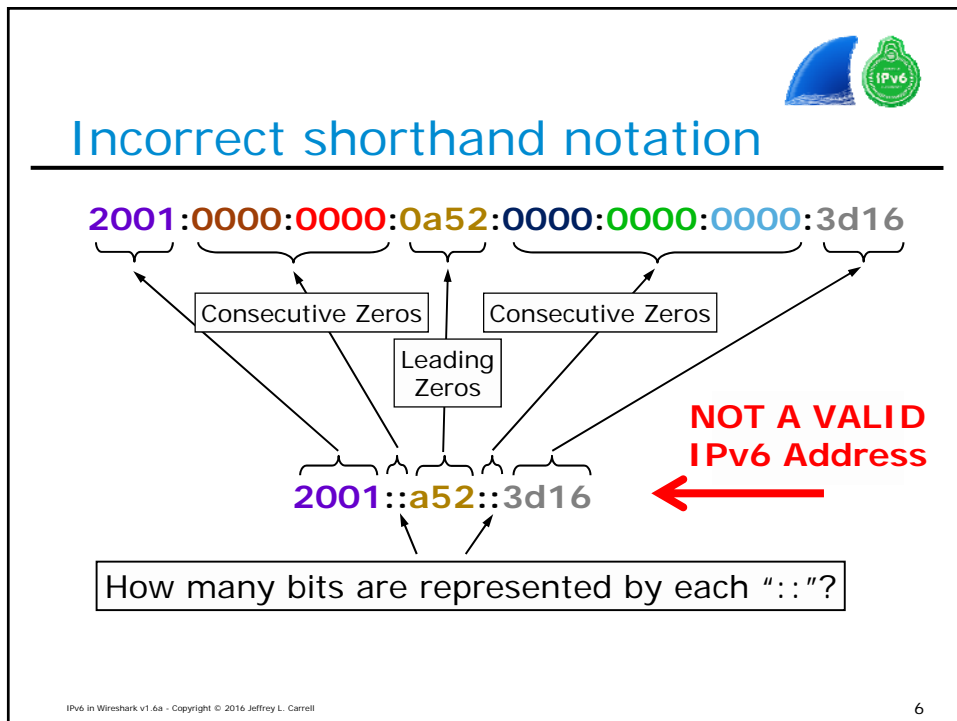 IPv6
Incorrect shorthand notation
2001:0000:0000:0a52:0000:0000:0000:3d16
Consecutive Zeros
Consecutive Zeros
Leading
Zeros
NOT A VALID
IPv6 Address
2001::a52::3d16
How many bits are represented by each “::”?
IPv6 in Wireshark v1.6a - Copyright © 2016 Jeffrey L. Carrell
6